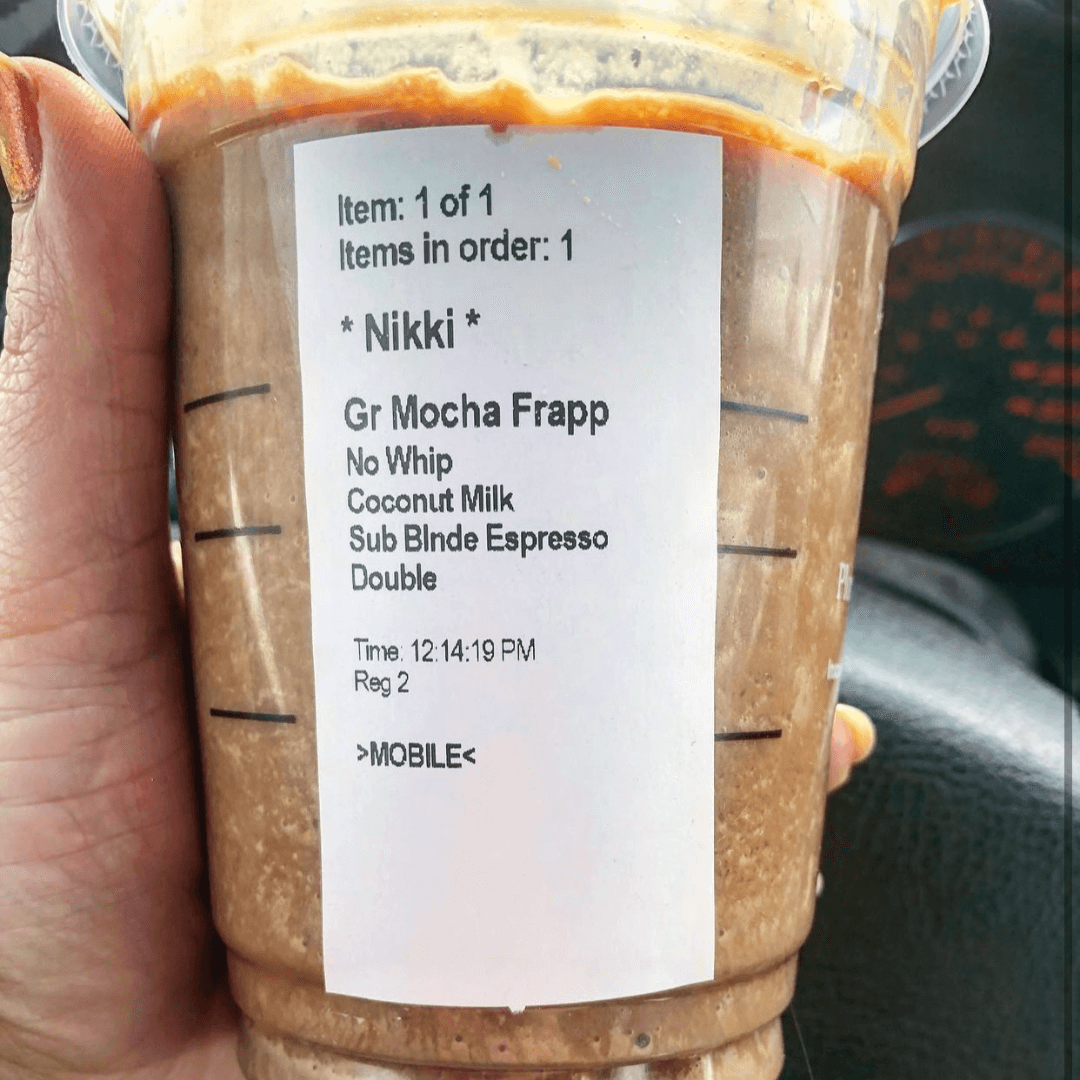 Item: 1 of 1
Items in order: 1
* Nikki *
Gr Mocha Frapp
No Whip
Coconut Milk
Sub Blnde Espresso
Double
Time: 12:14:19 PM
Reg 2
>MOBILE<